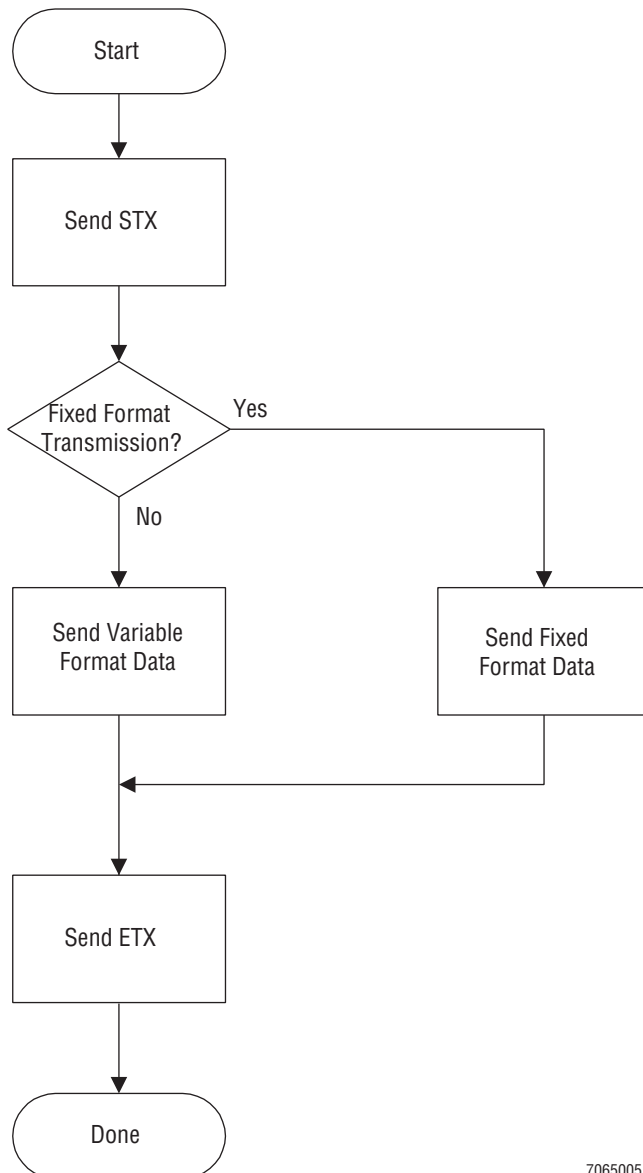 Start
Send STX
Fixed Format
Transmission?
Yes
No
Send Variable
Format Data
Send Fixed
Format Data
Send ETX
Done
7065005